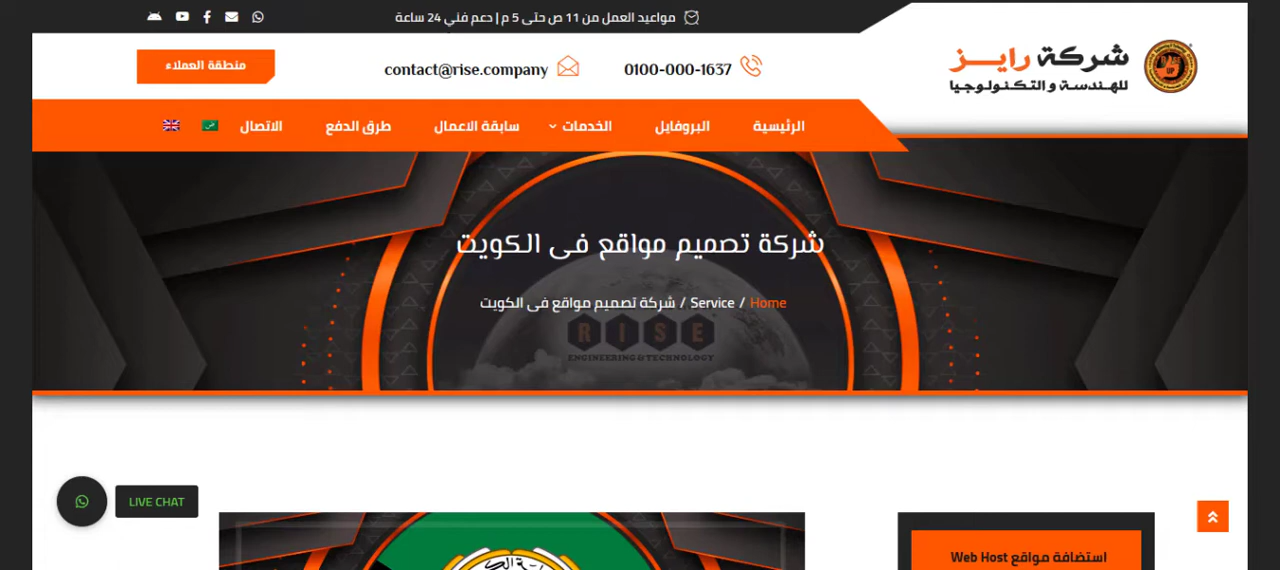 مواعيد العمل من 11 ص حتى 5 م | دعم فني 24 ساعة
شركة رايـز
للهندسة و التكنولوجيا
0100-000-1637
contact@rise.company
منطقة العملاء
الرئيسية
البروفايل
الخدمات
سابقة الاعمال
طرق الدفع
الاتصال
شركة تصميم مواقع فى الكويت
Home / Service / شركة تصميم مواقع فى الكويت
RISE
ENGINEERING & TECHNOLOGY
LIVE CHAT
استضافة مواقع Web Host